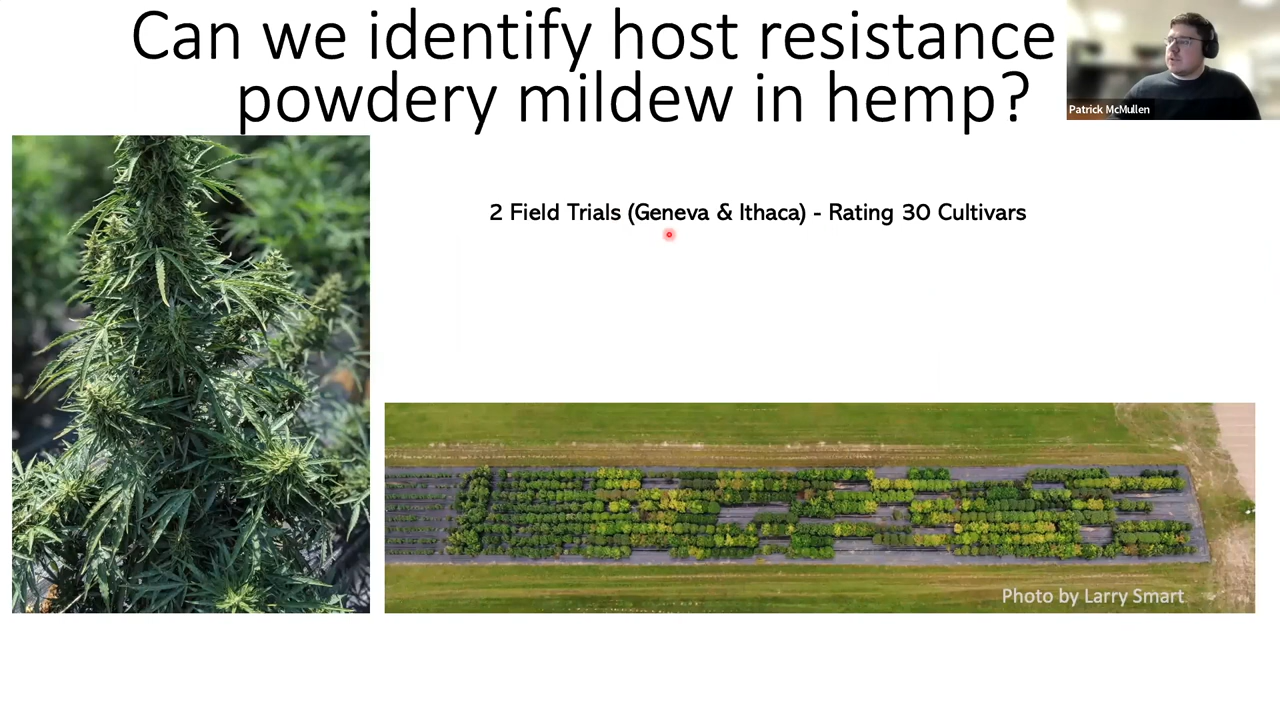 Can we identify host resistance
powdery mildew in hemp?
Patrick McMullen
2 Field Trials (Geneva & Ithaca) - Rating 30 Cultivars
Photo by Larry Smart